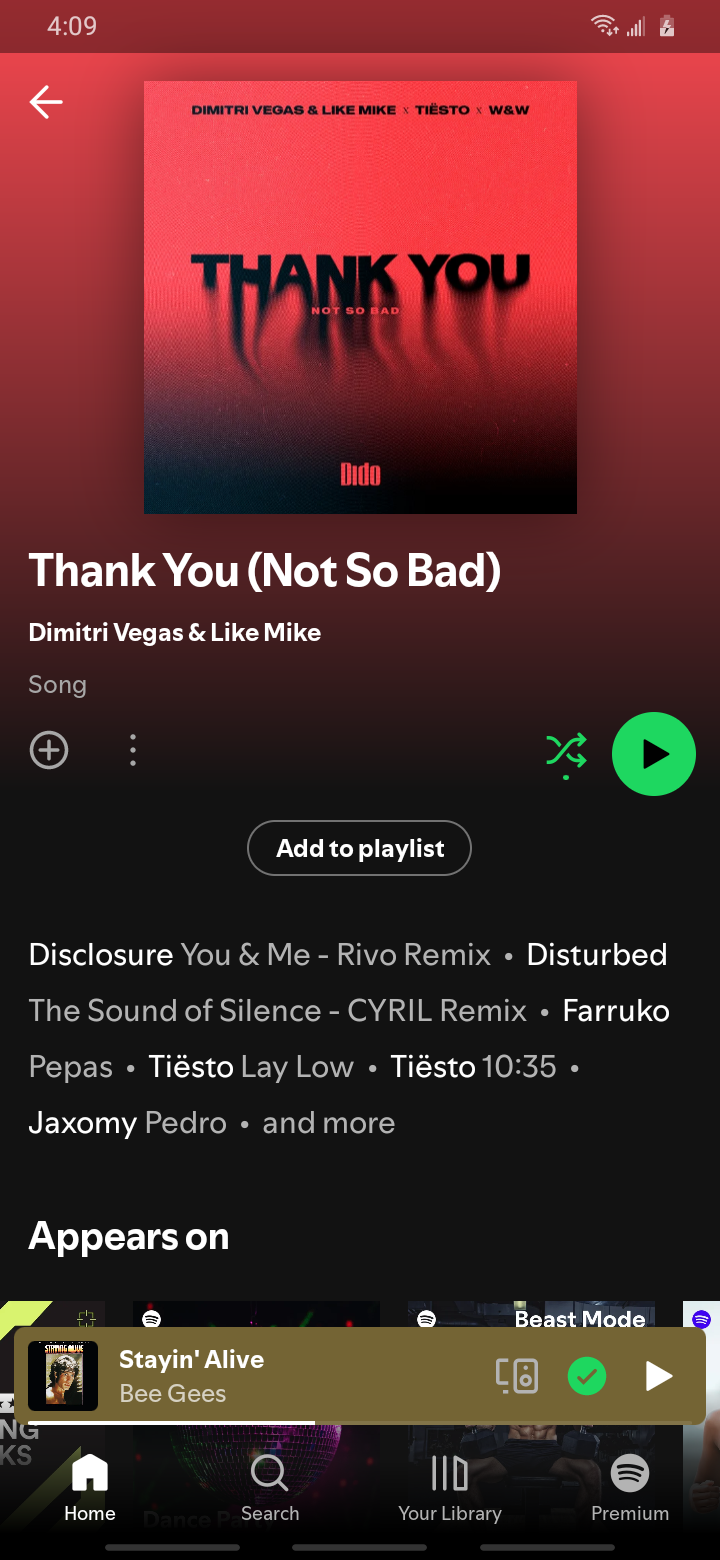 4:09
DIMITRI VEGAS & LIKE MIKE x TIËSTO x W&W
THANK YOU
NOT SO BAD
Dido
Thank You (Not So Bad)
Dimitri Vegas & Like Mike
Song
Add to playlist
Disclosure You & Me - Rivo Remix • Disturbed
The Sound of Silence - CYRIL Remix • Farruko
Pepas • Tiësto Lay Low • Tiësto 10:35 •
Jaxomy Pedro • and more
Appears on
Beast Mode
STAYING ALIVE
Stayin' Alive
Bee Gees
NG
KS
Dance Pa
Home
Search
Your Library
Premium